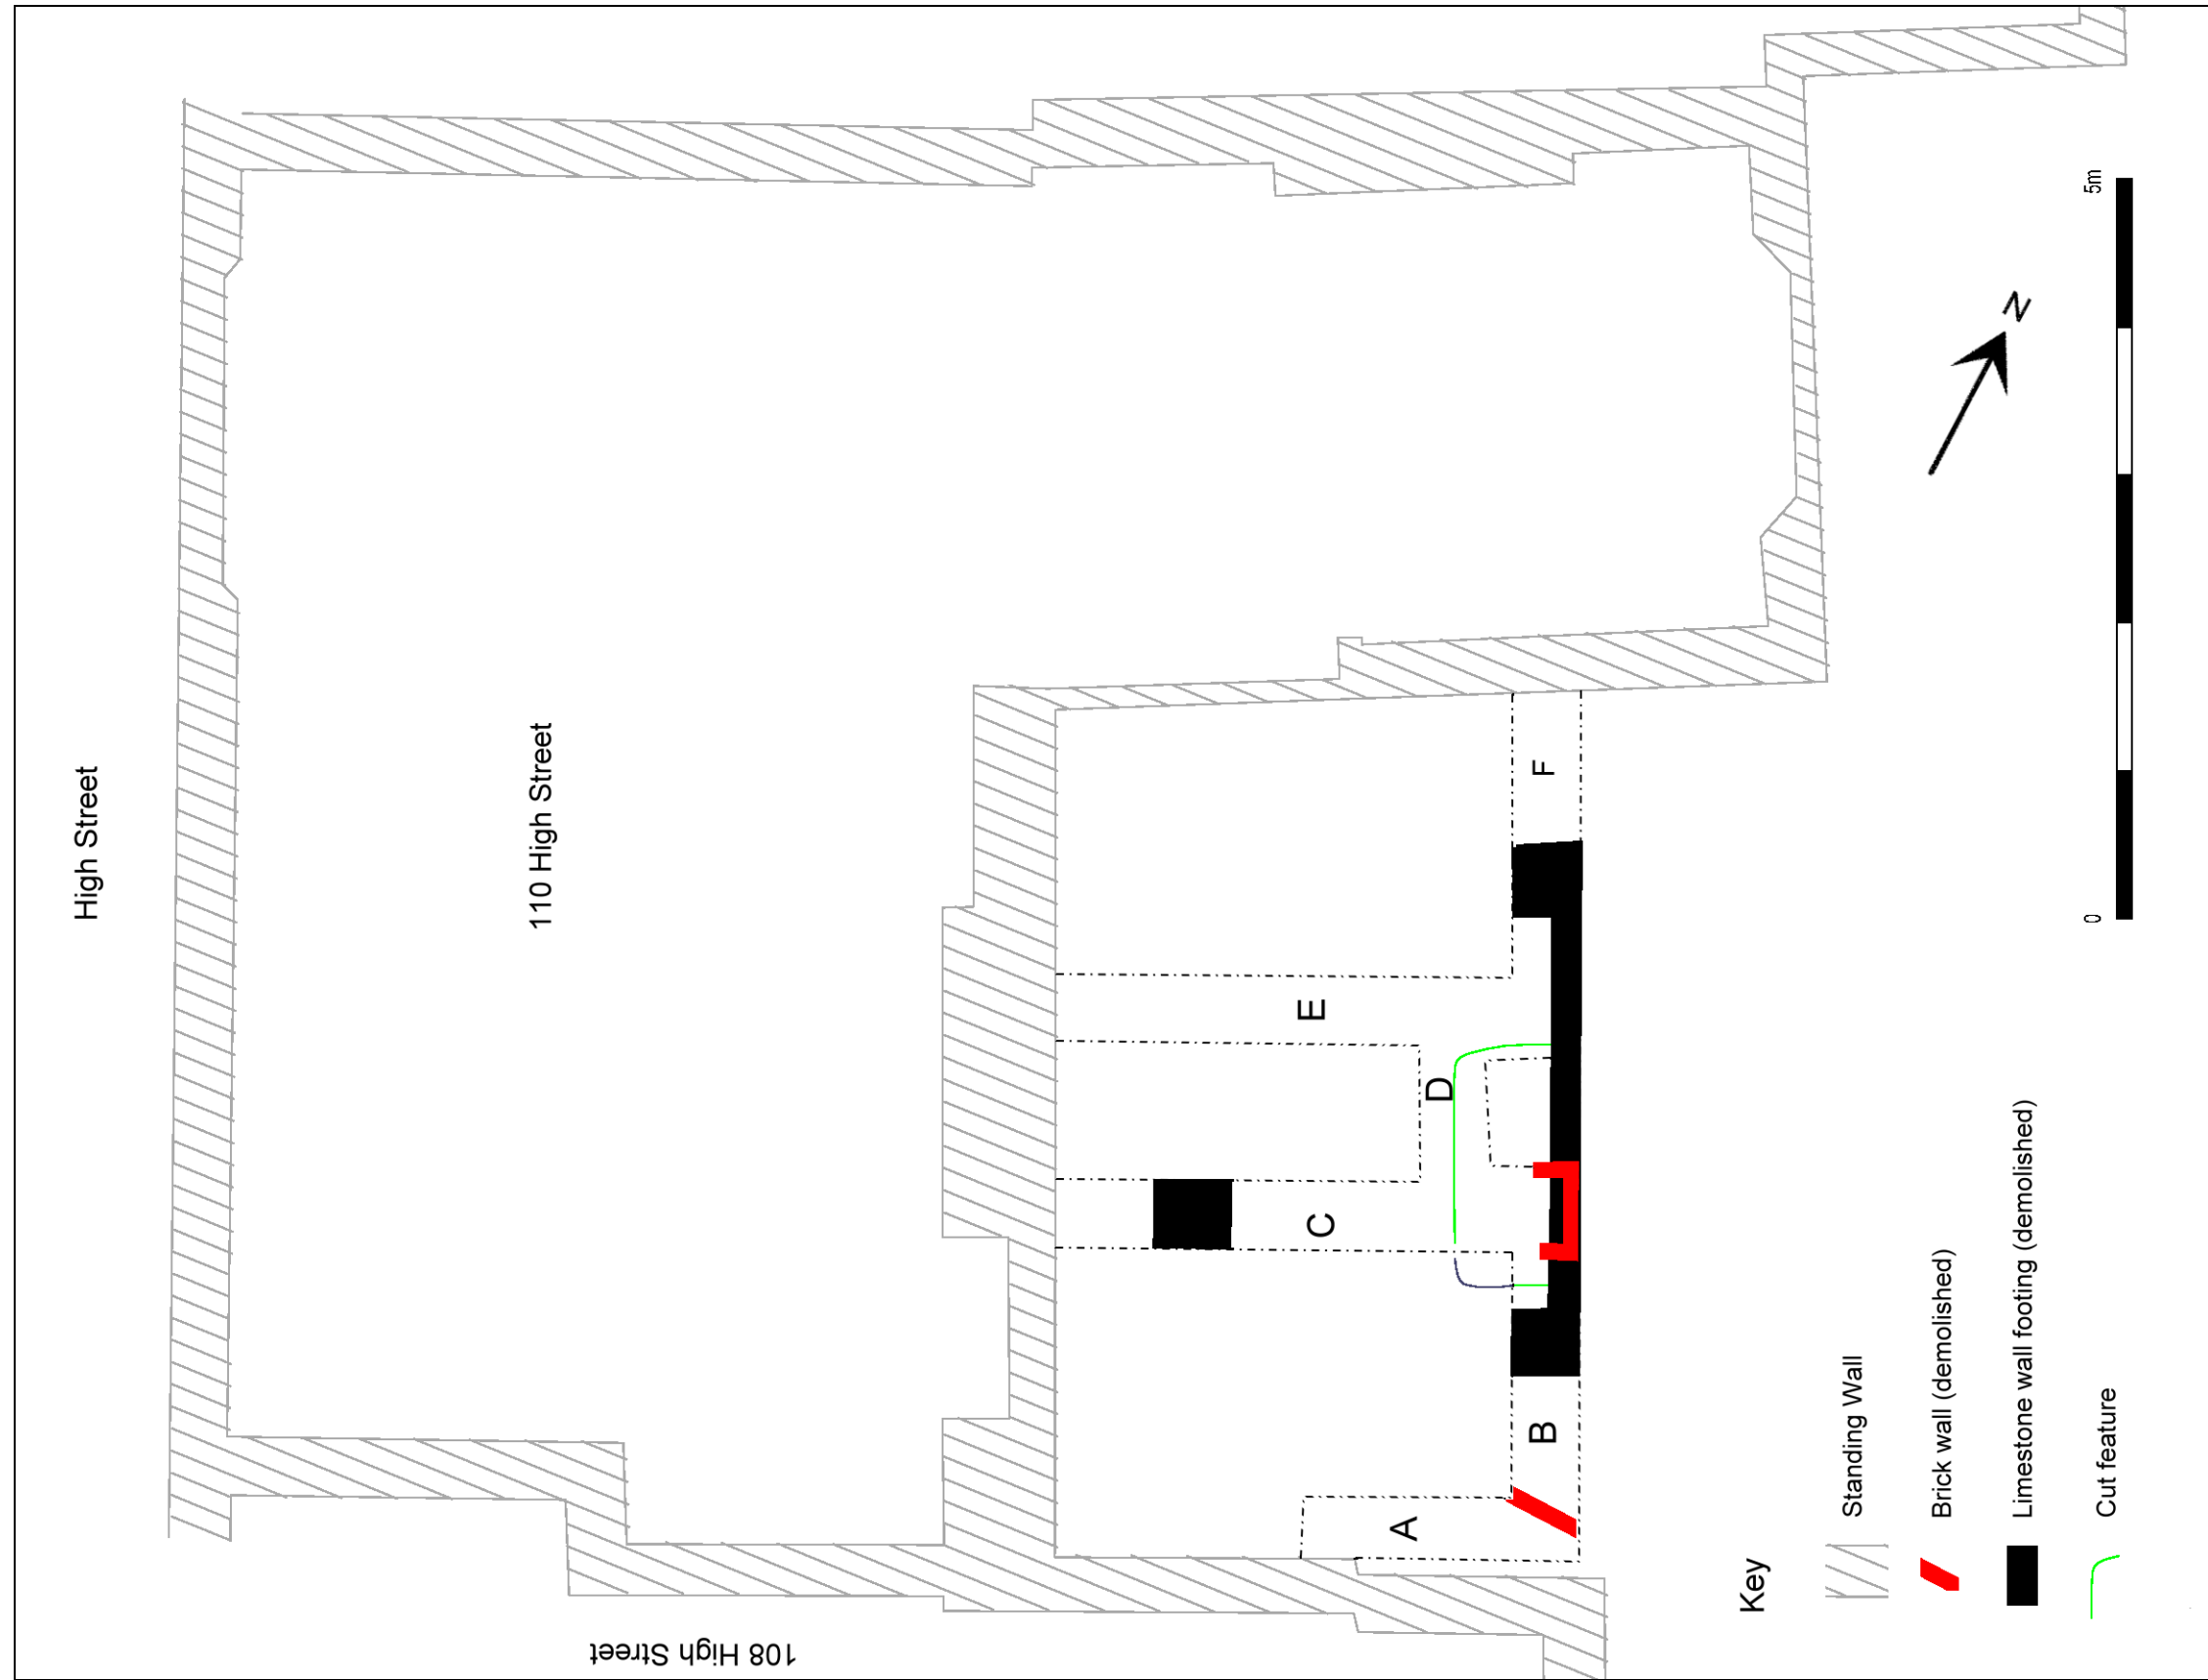 High Street
110 High Street
108 High Street
A
B
C
D
E
F
N
0
5m
Key
Standing Wall
Brick wall (demolished)
Limestone wall footing (demolished)
Cut feature